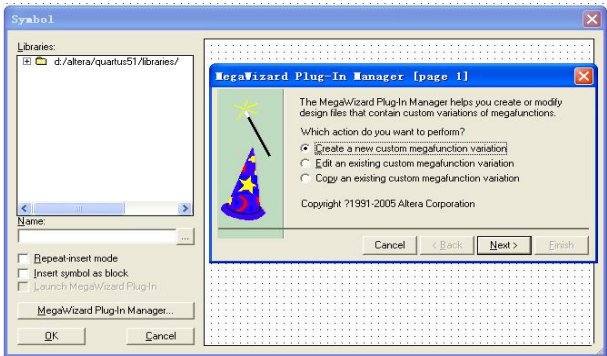 Symbol
Libraries:
d:/altera/quartus51/libraries/
Name:
...
Repeat-insert mode
Insert symbol as block
Launch MegaWizard Plug-In
MegaWizard Plug-In Manager...
OK
Cancel
MegaWizard Plug-In Manager [page 1]
The MegaWizard Plug-In Manager helps you create or modify
design files that contain custom variations of megafunctions.
Which action do you want to perform?
Create a new custom megafunction variation
Edit an existing custom megafunction variation
Copy an existing custom megafunction variation
Copyright ?1991-2005 Altera Corporation
Cancel
< Back
Next >
Finish